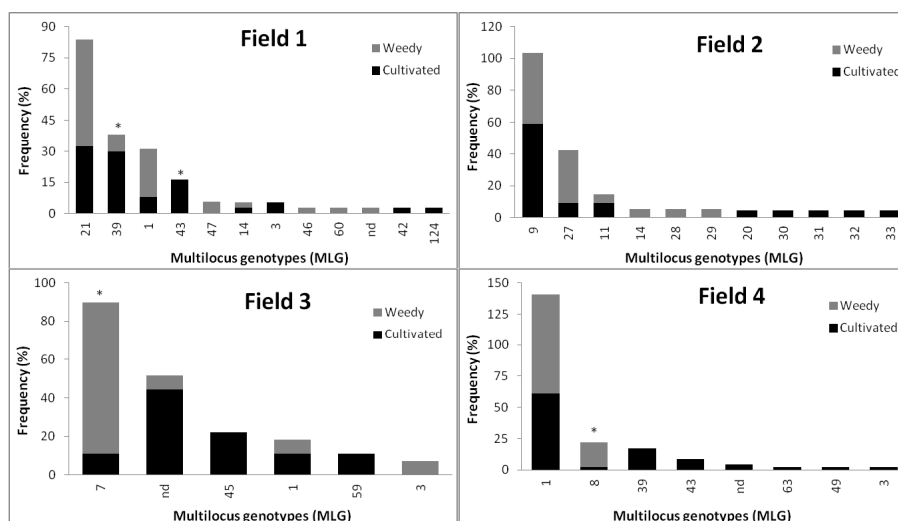 Field 1
Frequency (%)
90
75
60
45
30
15
0
* *
Weedy
Cultivated
21 39 1 43 47 14 3 46 60 nd 42 124
Multilocus genotypes (MLG)
Field 2
Frequency (%)
120
100
80
60
40
20
0
Weedy
Cultivated
9 27 11 14 28 29 20 30 31 32 33
Multilocus genotypes (MLG)
Field 3
Frequency (%)
100
80
60
40
20
0
*
Weedy
Cultivated
7 nd 45 1 59 3
Multilocus genotypes (MLG)
Field 4
Frequency (%)
150
125
100
75
50
25
0
*
Weedy
Cultivated
1 8 39 43 nd 63 49 3
Multilocus genotypes (MLG)